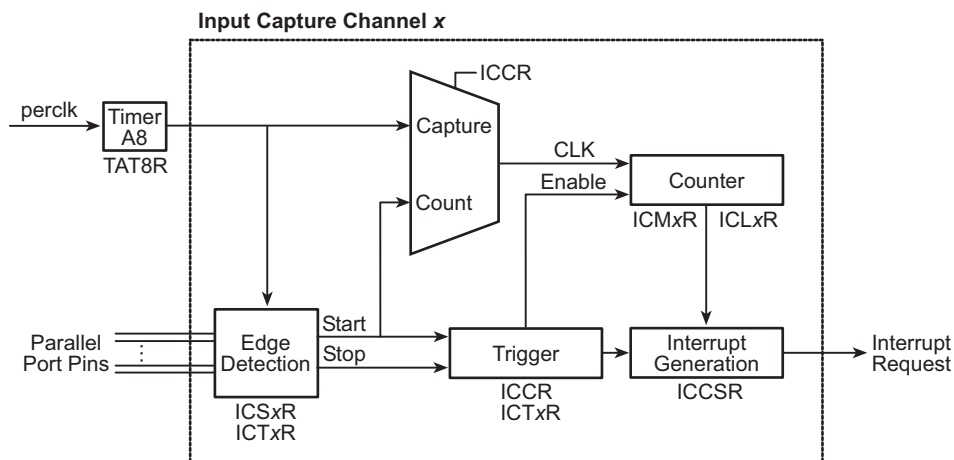 Input Capture Channel x
ICCR
perclk
Timer
A8
TAT8R
Capture
CLK
Enable
Counter
Count
ICMxR
ICLxR
Parallel
Port Pins
Edge
Detection
Start
Stop
Trigger
Interrupt
Generation
Interrupt
Request
ICSxR
ICTxR
ICCR
ICTxR
ICCSR